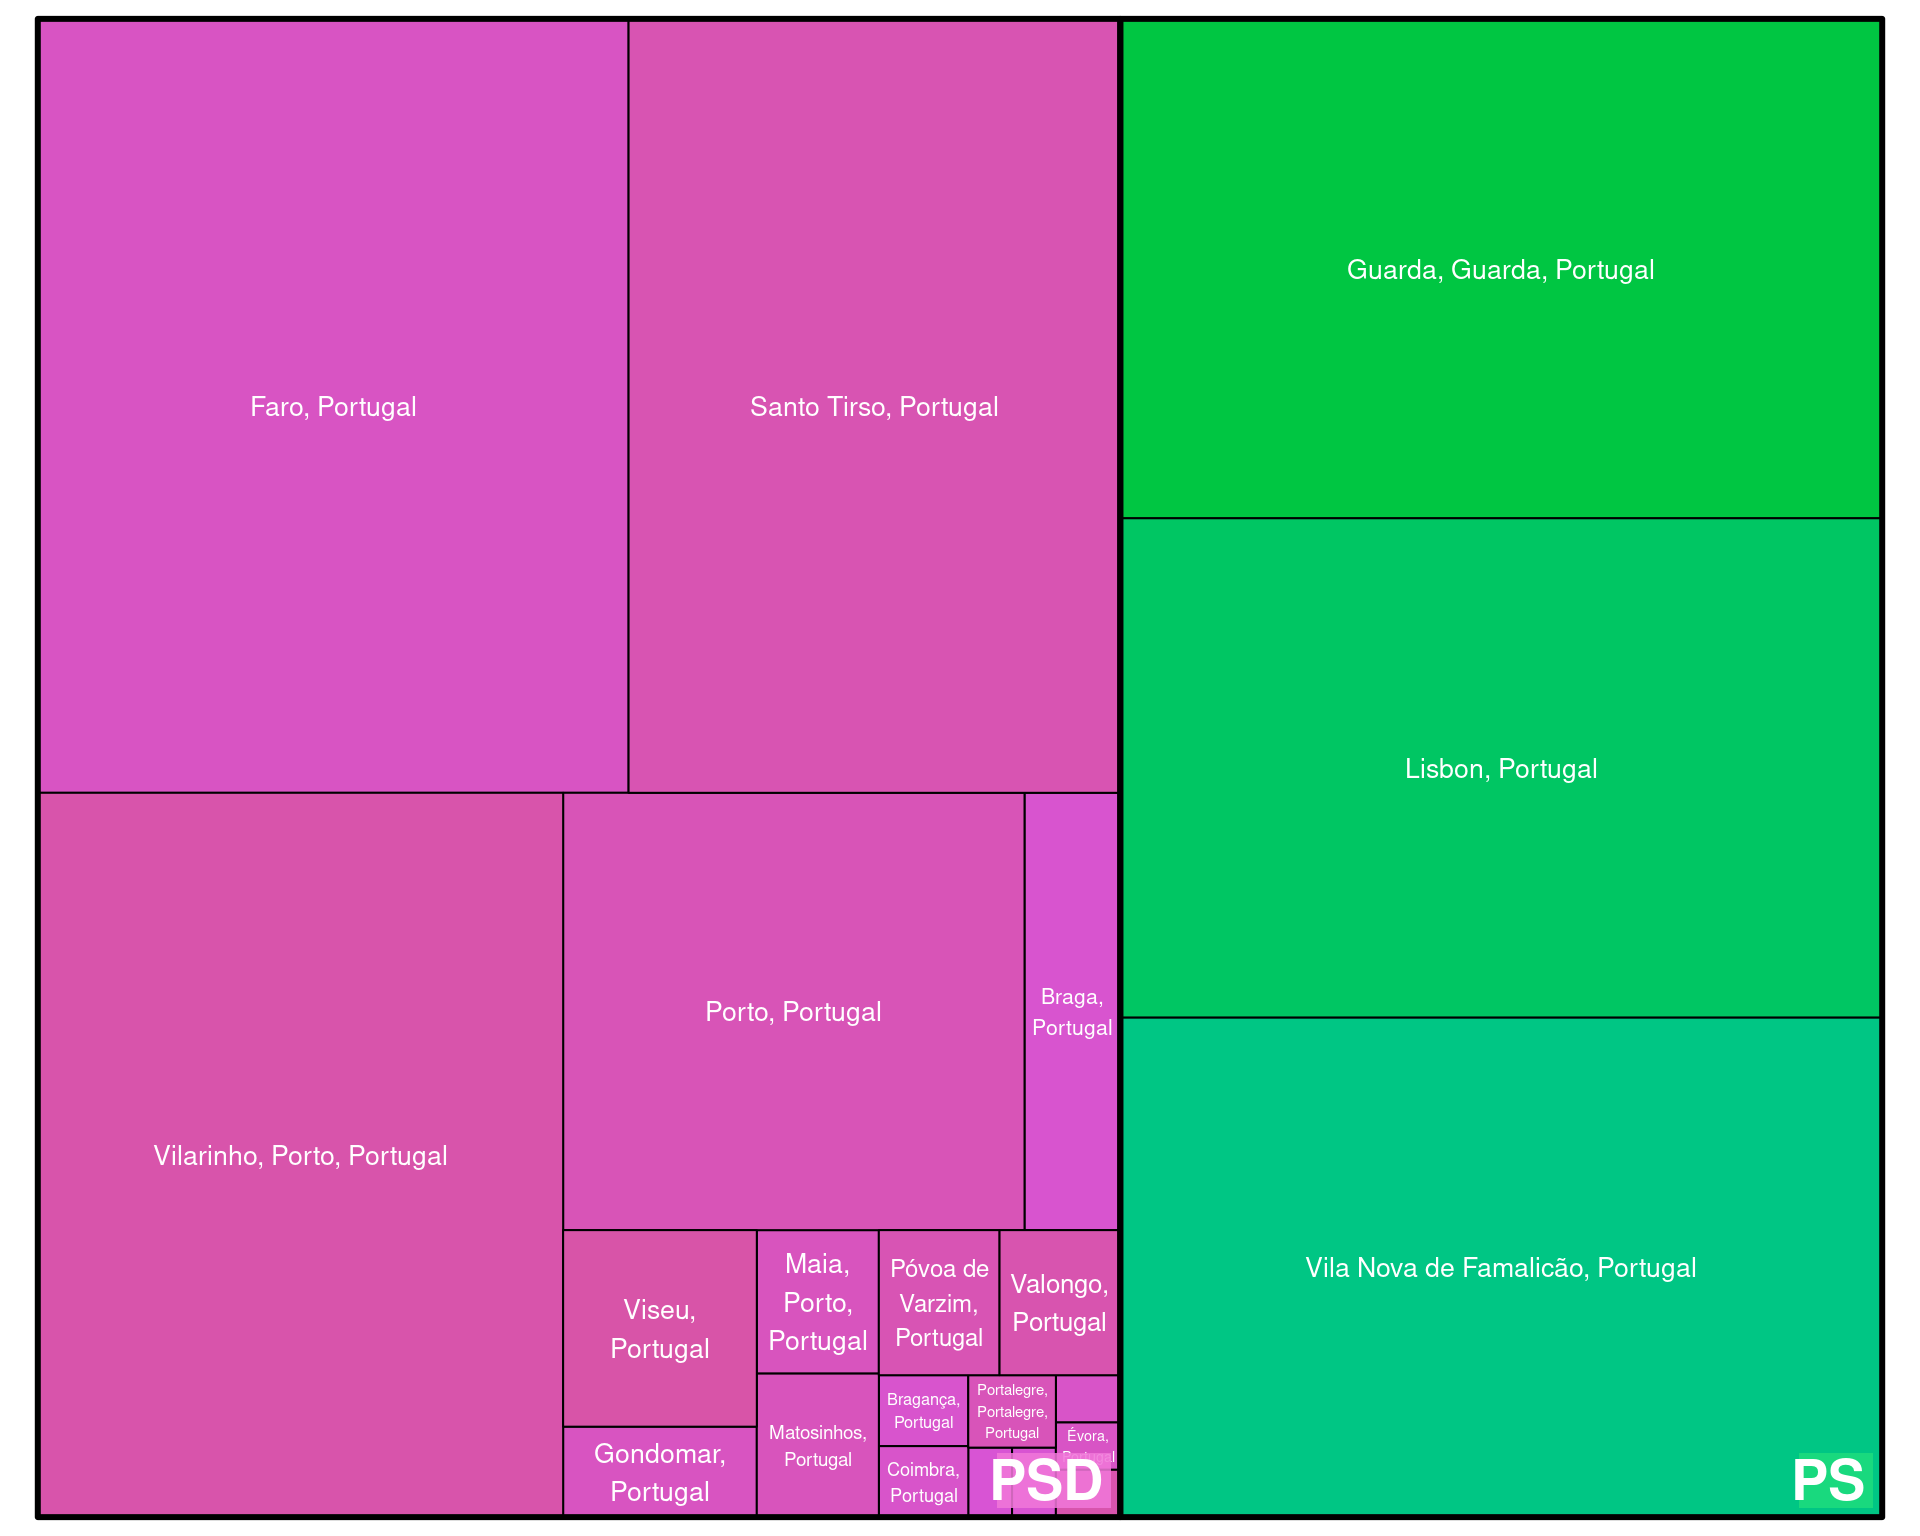 Faro, Portugal
Santo Tirso, Portugal
Guarda, Guarda, Portugal
Lisbon, Portugal
Vilarinho, Porto, Portugal
Porto, Portugal
Braga,
Portugal
Vila Nova de Famalicão, Portugal
Viseu,
Portugal
Maia,
Porto,
Portugal
Póvoa de
Varzim,
Portugal
Valongo,
Portugal
Gondomar,
Portugal
Matosinhos,
Portugal
Bragança,
Portugal
Portalegre,
Portalegre,
Portugal
Évora,
Portugal
Coimbra,
Portugal
PSD
PS